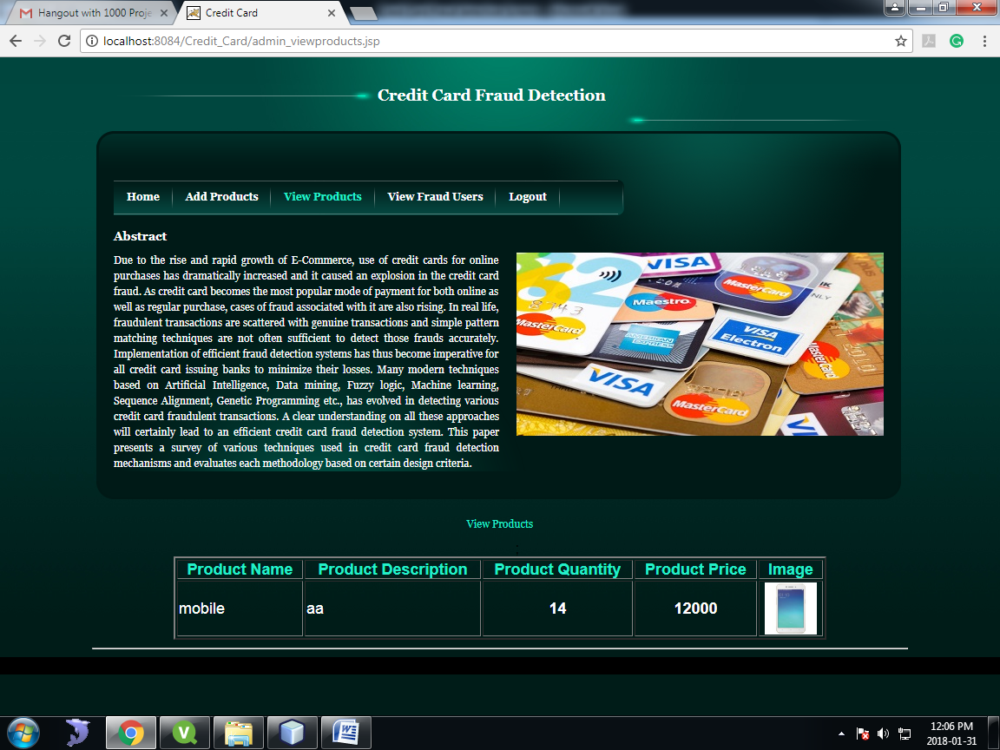 Hangout with 1000 Proje
Credit Card
localhost:8084/Credit_Card/admin_viewproducts.jsp
Credit Card Fraud Detection
Home Add Products View Products View Fraud Users Logout
Abstract
Due to the rise and rapid growth of E-Commerce, use of credit cards for online
purchases has dramatically increased and it caused an explosion in the credit card
fraud. As credit card becomes the most popular mode of payment for both online as
well as regular purchase, cases of fraud associated with it are also rising. In real life,
fraudulent transactions are scattered with genuine transactions and simple pattern
matching techniques are not often sufficient to detect those frauds accurately.
Implementation of efficient fraud detection systems has thus become imperative for
all credit card issuing banks to minimize their losses. Many modern techniques
based on Artificial Intelligence, Data mining, Fuzzy logic, Machine learning,
Sequence Alignment, Genetic Programming etc., has evolved in detecting various
credit card fraudulent transactions. A clear understanding on all these approaches
will certainly lead to an efficient credit card fraud detection system. This paper
presents a survey of various techniques used in credit card fraud detection
mechanisms and evaluates each methodology based on certain design criteria.
VISA
MasterCard
NLY
Maestro
8743
MasterCard
AMERICAN
EXPRESS
VISA
Electron
MasterCard
VISA
MasterCard
VISA
View Products
Product Name Product Description Product Quantity Product Price Image
mobile aa 14 12000
12:06 PM
2018-01-31